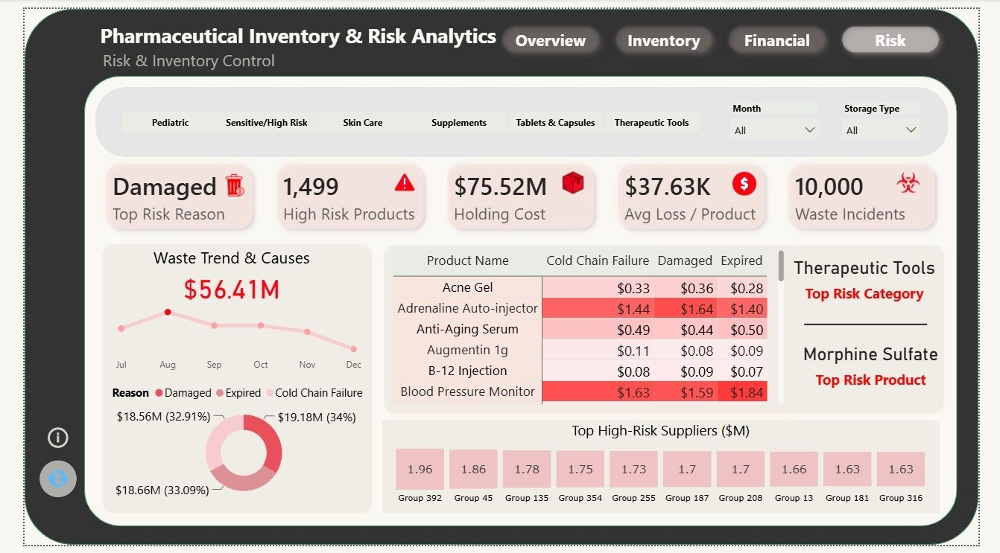 Pharmaceutical Inventory & Risk Analytics
Risk & Inventory Control
Overview
Inventory
Financial
Risk
Pediatric
Sensitive/High Risk
Skin Care
Supplements
Tablets & Capsules
Therapeutic Tools
Month
All
Storage Type
All
Damaged
Top Risk Reason
1,499
High Risk Products
$75.52M
Holding Cost
$37.63K
Avg Loss / Product
10,000
Waste Incidents
Waste Trend & Causes
$56.41M
Jul Aug Sep Oct Nov Dec
Reason Damaged Expired Cold Chain Failure
$18.56M (32.91%)
$19.18M (34%)
$18.66M (33.09%)
Product Name Cold Chain Failure Damaged Expired
Acne Gel $0.33 $0.36 $0.28
Adrenaline Auto-injector $1.44 $1.64 $1.40
Anti-Aging Serum $0.49 $0.44 $0.50
Augmentin 1g $0.11 $0.08 $0.09
B-12 Injection $0.08 $0.09 $0.07
Blood Pressure Monitor $1.63 $1.59 $1.84
Therapeutic Tools
Top Risk Category
Morphine Sulfate
Top Risk Product
Top High-Risk Suppliers ($M)
1.96 1.86 1.78 1.75 1.73 1.7 1.7 1.66 1.63 1.63
Group 392 Group 45 Group 135 Group 354 Group 255 Group 187 Group 208 Group 13 Group 181 Group 316